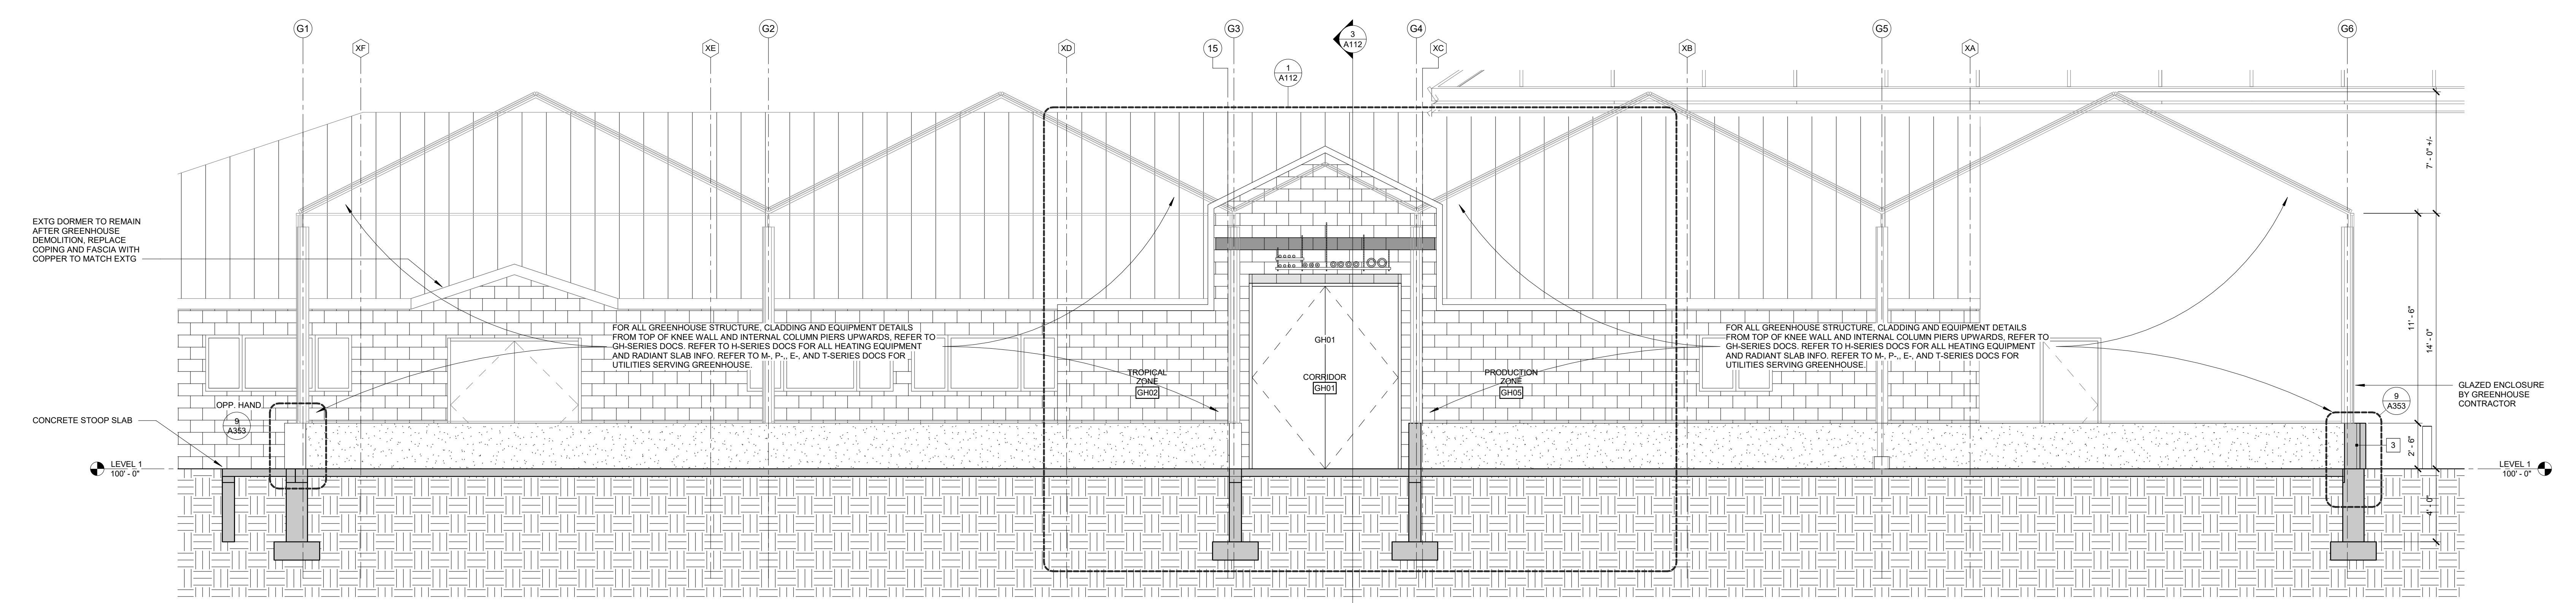 G1
G2
G3
3
A112
G4
G5
G6
XF
XE
XD
15
XC
XB
XA
1
A112
7' - 0" +/-
EXTG DORMER TO REMAIN
AFTER GREENHOUSE
DEMOLITION, REPLACE
COPING AND FASCIA WITH
COPPER TO MATCH EXTG
11' - 6"
14' - 0"
FOR ALL GREENHOUSE STRUCTURE, CLADDING AND EQUIPMENT DETAILS
FROM TOP OF KNEE WALL AND INTERNAL COLUMN PIERS UPWARDS, REFER TO
GH-SERIES DOCS. REFER TO H-SERIES DOCS FOR ALL HEATING EQUIPMENT
AND RADIANT SLAB INFO. REFER TO M-, P-,, E-, AND T-SERIES DOCS FOR
UTILITIES SERVING GREENHOUSE.
GH01
FOR ALL GREENHOUSE STRUCTURE, CLADDING AND EQUIPMENT DETAILS
FROM TOP OF KNEE WALL AND INTERNAL COLUMN PIERS UPWARDS, REFER TO
GH-SERIES DOCS. REFER TO H-SERIES DOCS FOR ALL HEATING EQUIPMENT
AND RADIANT SLAB INFO. REFER TO M-, P-,, E-, AND T-SERIES DOCS FOR
UTILITIES SERVING GREENHOUSE.
TROPICAL
ZONE
GH02
CORRIDOR
GH01
PRODUCTION
ZONE
GH05
GLAZED ENCLOSURE
BY GREENHOUSE
CONTRACTOR
OPP. HAND
9
A353
9
A353
CONCRETE STOOP SLAB
3
2' - 6"
LEVEL 1
100' - 0"
LEVEL 1
100' - 0"
4' - 0"